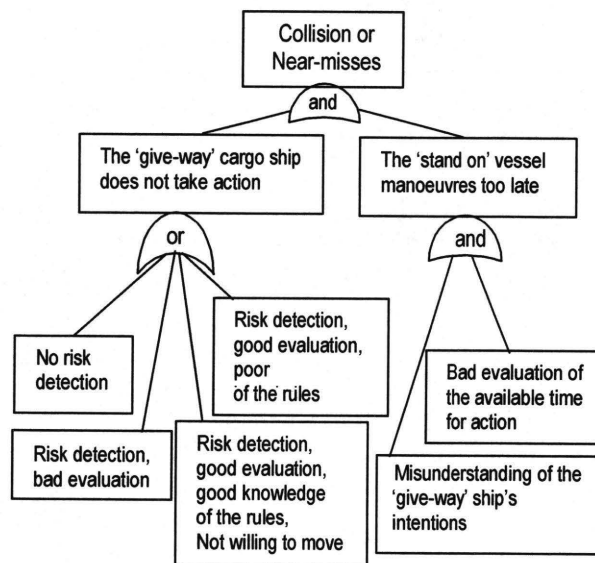 Collision or
Near-misses
and
The 'give-way' cargo ship
does not take action
The 'stand on' vessel
manoeuvres too late
or
and
No risk
detection
Risk detection,
good evaluation,
poor
of the rules
Bad evaluation of
the available time
for action
Risk detection,
bad evaluation
Risk detection,
good evaluation,
good knowledge
of the rules,
Not willing to move
Misunderstanding of the
'give-way' ship's
intentions